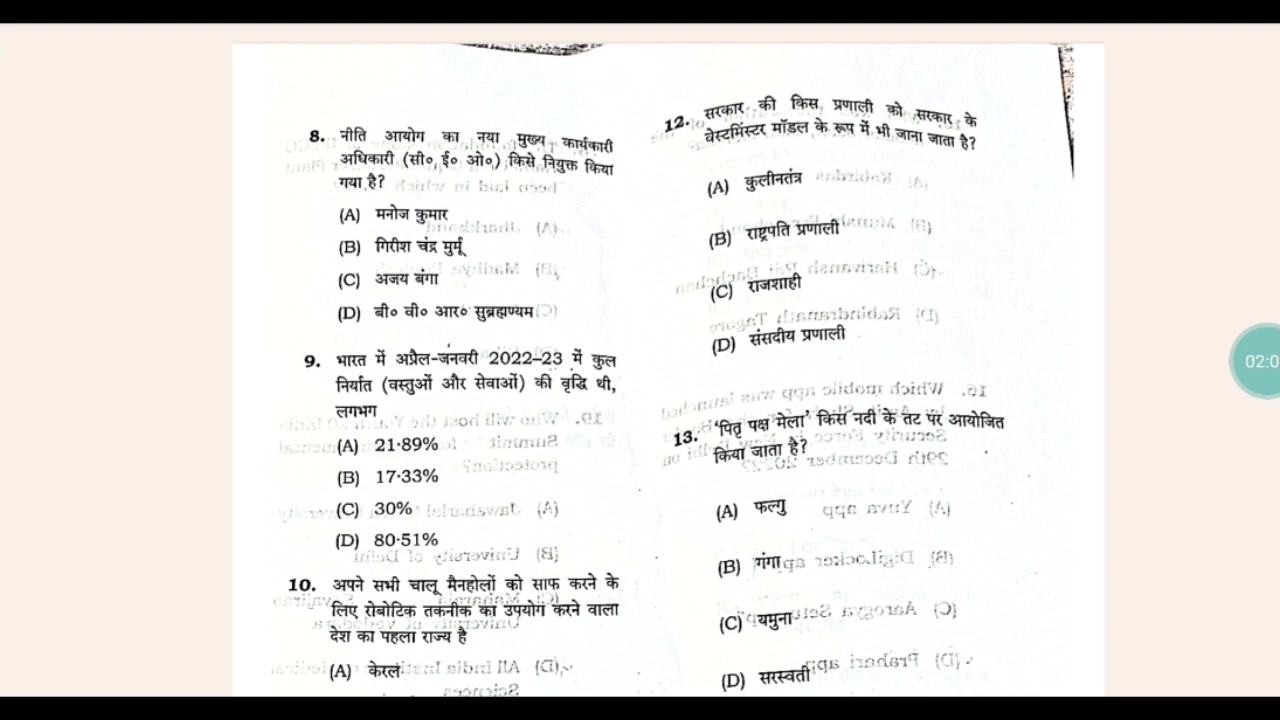 8. नीति आयोग का नया मुख्य कार्यकारी
अधिकारी (सी० ई० ओ०) किसे नियुक्त किया
गया है?
(A) मनोज कुमार
(B) गिरीश चंद्र मुर्मू
(C) अजय बंगा
(D) बी० वी० आर० सुब्रह्मण्यम
9. भारत में अप्रैल-जनवरी 2022–23 में कुल
निर्यात (वस्तुओं और सेवाओं) की वृद्धि थी,
लगभग
(A) 21·89%
(B) 17·33%
(C) 30%
(D) 80·51%
10. अपने सभी चालू मैनहोलों को साफ करने के
लिए रोबोटिक तकनीक का उपयोग करने वाला
देश का पहला राज्य है
(A) केरल
12. सरकार की किस प्रणाली को सरकार के
वेस्टमिंस्टर मॉडल के रूप में भी जाना जाता है?
(A) कुलीनतंत्र
(B) राष्ट्रपति प्रणाली
(C) राजशाही
(D) संसदीय प्रणाली
13. 'पितृ पक्ष मेला' किस नदी के तट पर आयोजित
किया जाता है?
(A) फल्गु
(B) गंगा
(C) यमुना
(D) सरस्वती
02:0